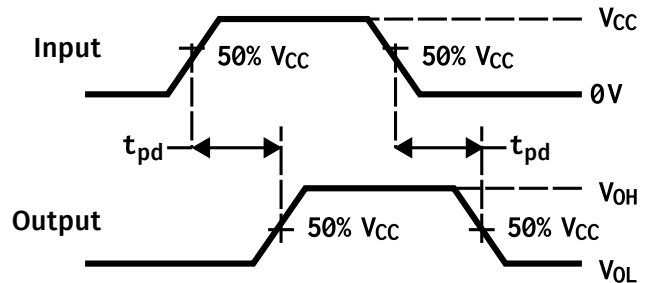 VCC
Input
50% VCC
50% VCC
0V
tpd
tpd
VOH
Output
50% VCC
50% VCC
VOL